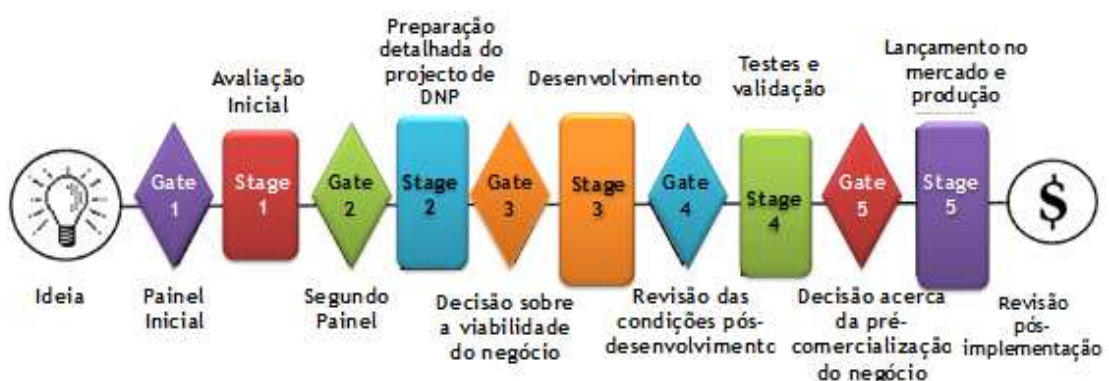 Avaliação
Inicial
Preparação
detalhada do
projecto de
DNP
Desenvolvimento
Testes e
validação
Lançamento no
mercado e
produção
Gate
1
Stage
1
Gate
2
Stage
2
Gate
3
Stage
3
Gate
4
Stage
4
Gate
5
Stage
5
$
Ideia
Painel
Inicial
Segundo
Painel
Decisão sobre
a viabilidade
do negócio
Revisão das
condições pós-
desenvolvimento
Decisão acerca
da pré-
comercialização
do negócio
Revisão
pós-
implementação